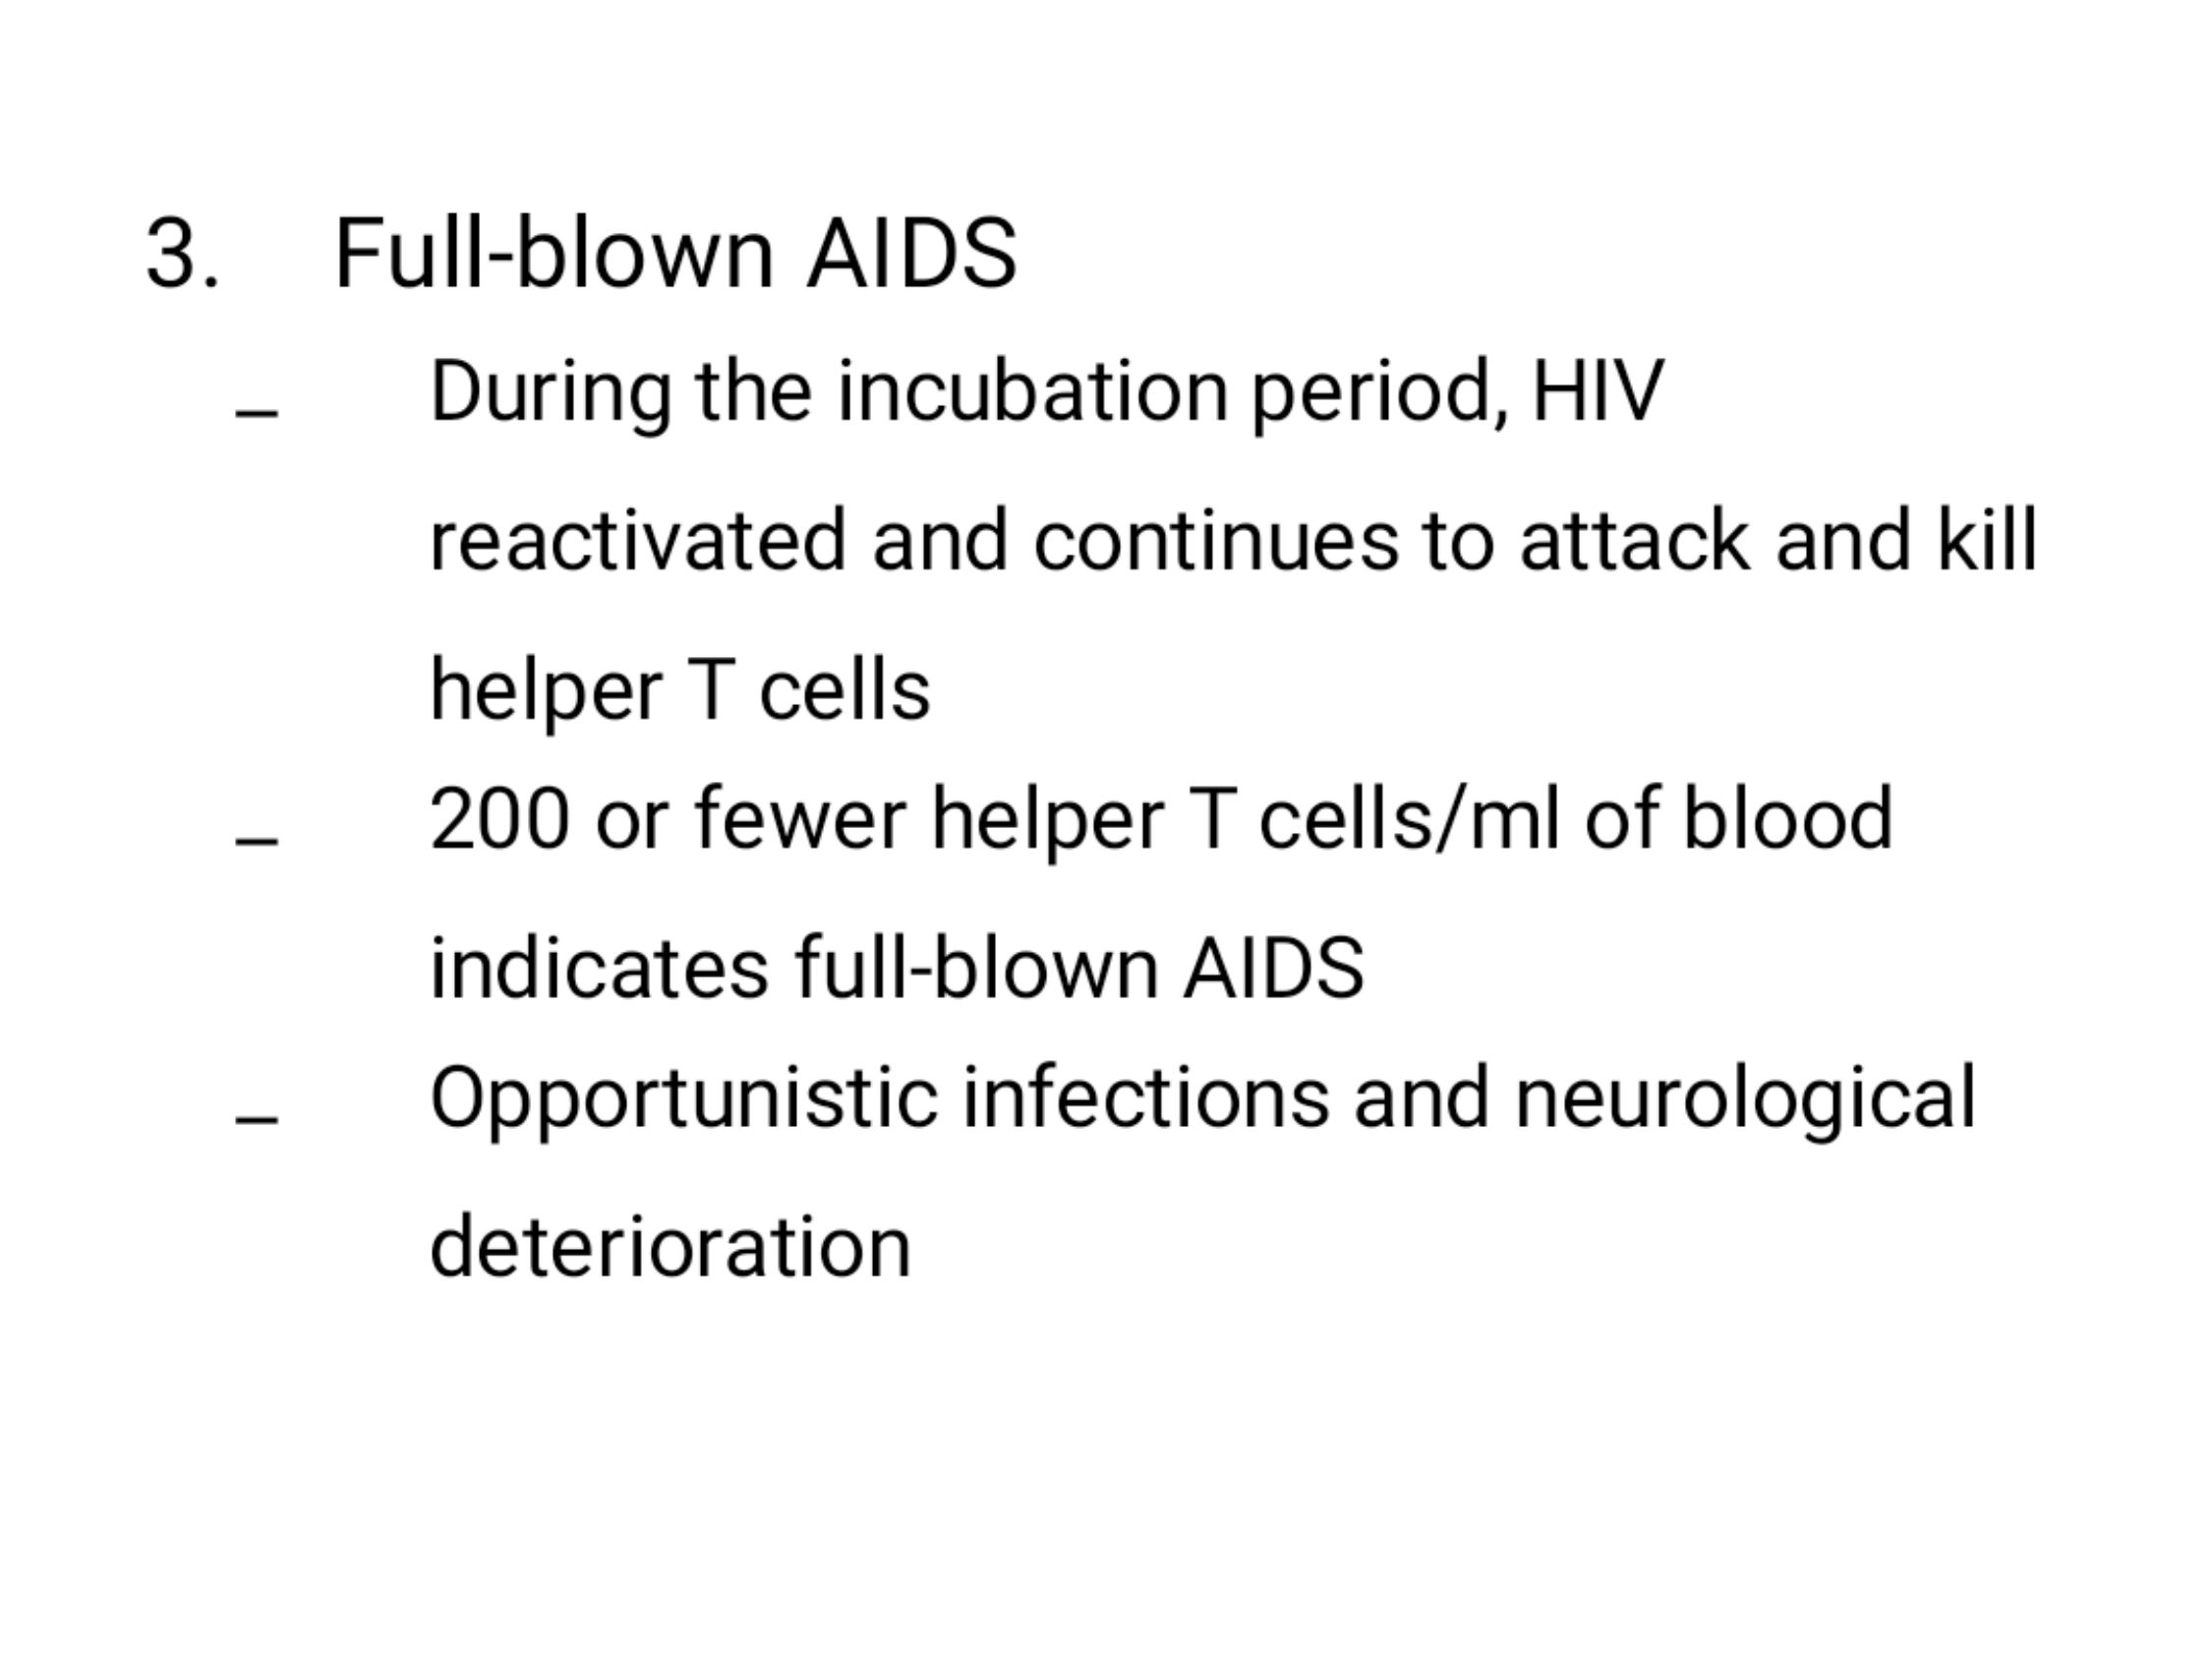 3. Full-blown AIDS
– During the incubation period, HIV
reactivated and continues to attack and kill
helper T cells
– 200 or fewer helper T cells/ml of blood
indicates full-blown AIDS
– Opportunistic infections and neurological
deterioration